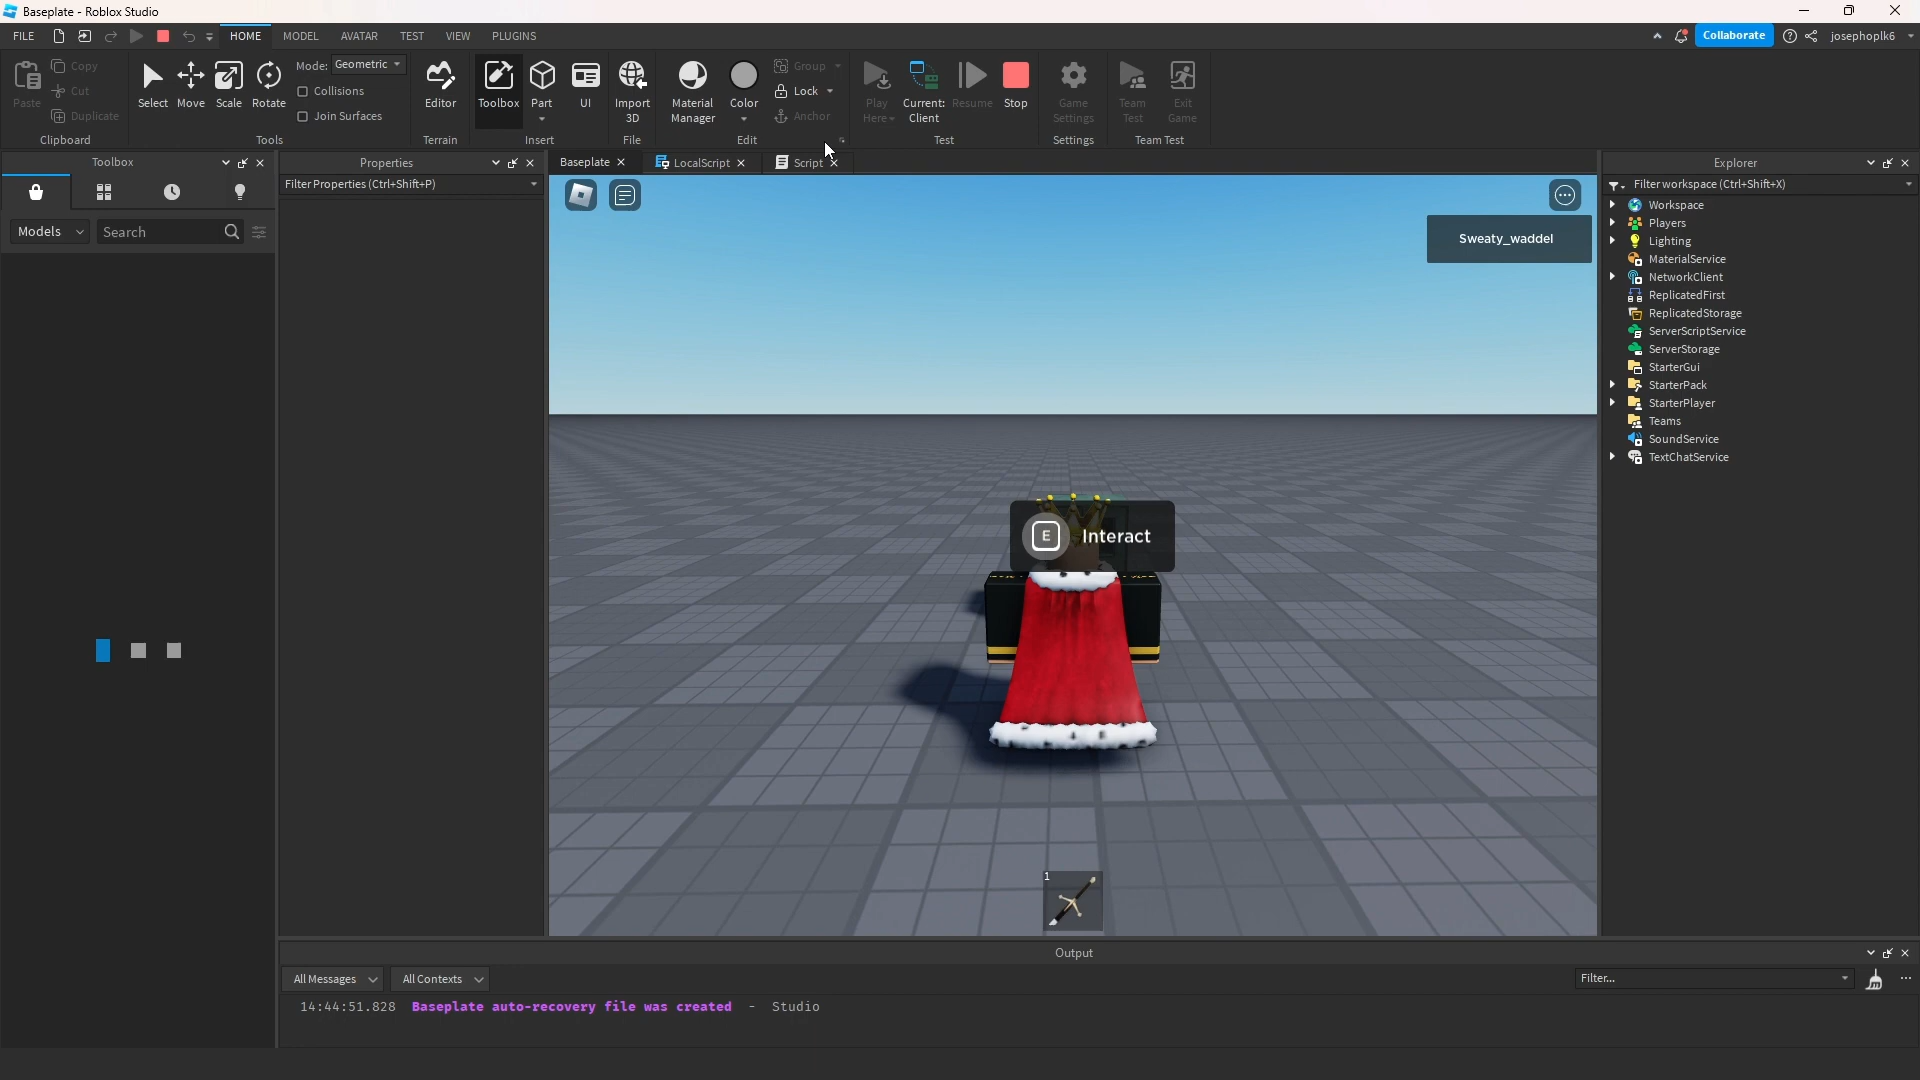 Baseplate - Roblox Studio
FILE HOME MODEL AVATAR TEST VIEW PLUGINS Collaborate josephoplk6
Paste Copy Cut Duplicate Clipboard
Select Move Scale Rotate Mode: Geometric Collisions Join Surfaces Tools
Editor Terrain
Toolbox Part UI Insert
Import 3D File
Material Manager Color Group Lock Anchor Edit
Play Here Current: Client Resume Stop Test
Game Settings Settings
Team Test Exit Game Team Test
Toolbox
Models Search
Properties
Filter Properties (Ctrl+Shift+P)
Baseplate LocalScript Script
Sweaty_waddel
E Interact
1
Explorer
Filter workspace (Ctrl+Shift+X)
Workspace
Players
Lighting
MaterialService
NetworkClient
ReplicatedFirst
ReplicatedStorage
ServerScriptService
ServerStorage
StarterGui
StarterPack
StarterPlayer
Teams
SoundService
TextChatService
Output
All Messages All Contexts Filter...
14:44:51.828 Baseplate auto-recovery file was created - Studio